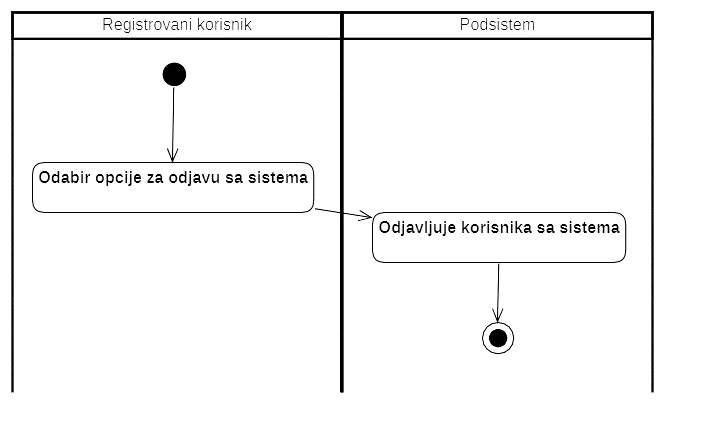 Registrovani korisnik
Podsistem
Odabir opcije za odjavu sa sistema
Odjavljuje korisnika sa sistema